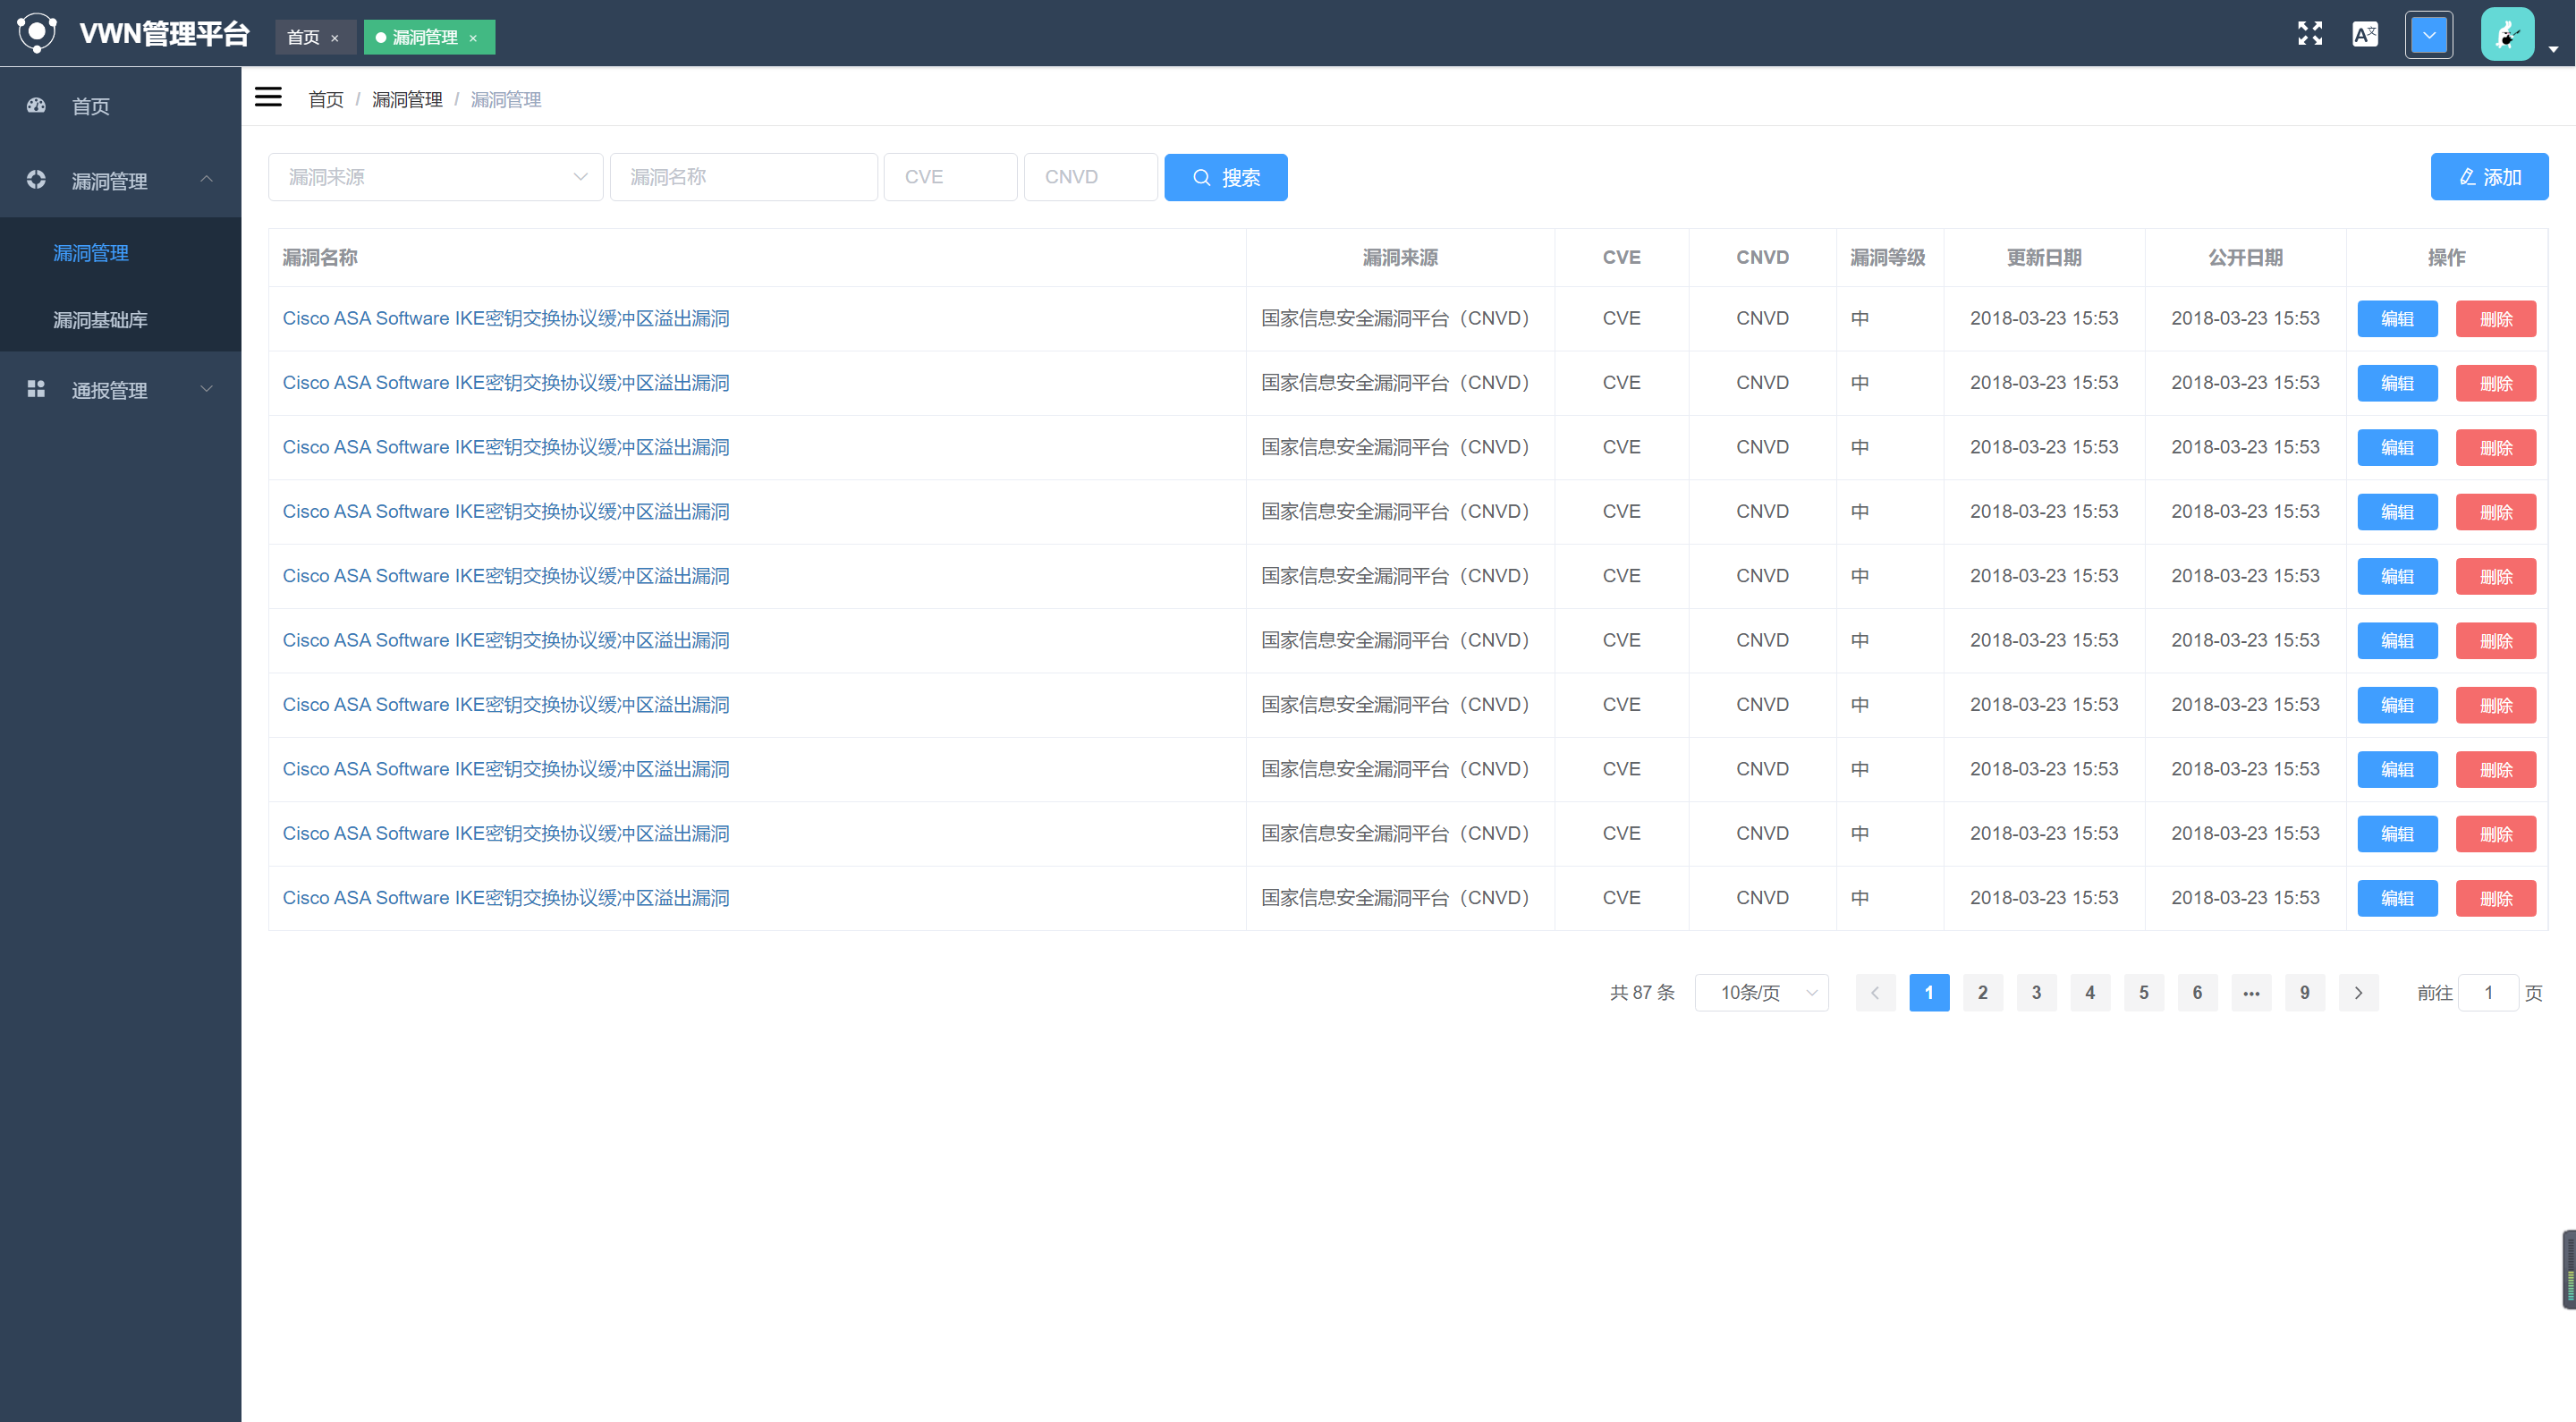 VWN管理平台 首页 × 漏洞管理 ×
首页
漏洞管理
漏洞管理
漏洞基础库
通报管理
首页 / 漏洞管理 / 漏洞管理
漏洞来源 漏洞名称 CVE CNVD 搜索 添加
漏洞名称 漏洞来源 CVE CNVD 漏洞等级 更新日期 公开日期 操作
Cisco ASA Software IKE密钥交换协议缓冲区溢出漏洞 国家信息安全漏洞平台（CNVD） CVE CNVD 中 2018-03-23 15:53 2018-03-23 15:53 编辑 删除
Cisco ASA Software IKE密钥交换协议缓冲区溢出漏洞 国家信息安全漏洞平台（CNVD） CVE CNVD 中 2018-03-23 15:53 2018-03-23 15:53 编辑 删除
Cisco ASA Software IKE密钥交换协议缓冲区溢出漏洞 国家信息安全漏洞平台（CNVD） CVE CNVD 中 2018-03-23 15:53 2018-03-23 15:53 编辑 删除
Cisco ASA Software IKE密钥交换协议缓冲区溢出漏洞 国家信息安全漏洞平台（CNVD） CVE CNVD 中 2018-03-23 15:53 2018-03-23 15:53 编辑 删除
Cisco ASA Software IKE密钥交换协议缓冲区溢出漏洞 国家信息安全漏洞平台（CNVD） CVE CNVD 中 2018-03-23 15:53 2018-03-23 15:53 编辑 删除
Cisco ASA Software IKE密钥交换协议缓冲区溢出漏洞 国家信息安全漏洞平台（CNVD） CVE CNVD 中 2018-03-23 15:53 2018-03-23 15:53 编辑 删除
Cisco ASA Software IKE密钥交换协议缓冲区溢出漏洞 国家信息安全漏洞平台（CNVD） CVE CNVD 中 2018-03-23 15:53 2018-03-23 15:53 编辑 删除
Cisco ASA Software IKE密钥交换协议缓冲区溢出漏洞 国家信息安全漏洞平台（CNVD） CVE CNVD 中 2018-03-23 15:53 2018-03-23 15:53 编辑 删除
Cisco ASA Software IKE密钥交换协议缓冲区溢出漏洞 国家信息安全漏洞平台（CNVD） CVE CNVD 中 2018-03-23 15:53 2018-03-23 15:53 编辑 删除
Cisco ASA Software IKE密钥交换协议缓冲区溢出漏洞 国家信息安全漏洞平台（CNVD） CVE CNVD 中 2018-03-23 15:53 2018-03-23 15:53 编辑 删除
共 87 条 10条/页 1 2 3 4 5 6 ••• 9 前往 1 页